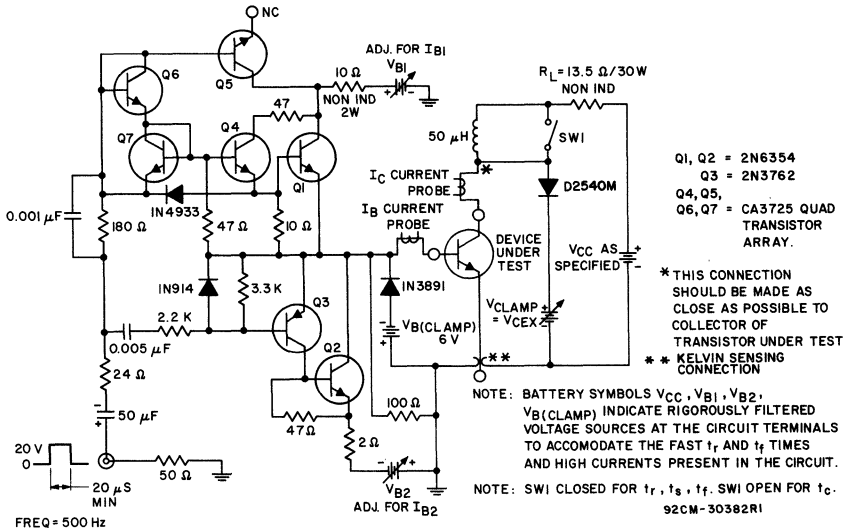 NC
Q6
Q5
ADJ. FOR IB1
VB1
10 Ω
NON IND
2W
+ -
RL = 13.5 Ω/30W
NON IND
47
Q7
Q4
Q1
50 μH
SW1
*
IC CURRENT
PROBE
D2540M
Q1, Q2 = 2N6354
Q3 = 2N3762
Q4, Q5,
Q6, Q7 = CA3725 QUAD
TRANSISTOR
ARRAY.
0.001 μF
180 Ω
IN4933
47 Ω
10 Ω
IB CURRENT
PROBE
DEVICE
UNDER
TEST
VCC AS
SPECIFIED
+
-
* THIS CONNECTION
SHOULD BE MADE AS
CLOSE AS POSSIBLE TO
COLLECTOR OF
TRANSISTOR UNDER TEST
** KELVIN SENSING
CONNECTION
IN914
3.3 K
Q3
IN3891
VCLAMP +
= VCEX -
2.2 K
0.005 μF
-
+
VB(CLAMP)
6 V
**
Q2
24 Ω
-
+
50 μF
47 Ω
100 Ω
2 Ω
- +
VB2
ADJ. FOR IB2
20 V
0
20 μS
MIN
50 Ω
FREQ = 500 Hz
NOTE: BATTERY SYMBOLS VCC, VB1, VB2,
VB(CLAMP) INDICATE RIGOROUSLY FILTERED
VOLTAGE SOURCES AT THE CIRCUIT TERMINALS
TO ACCOMODATE THE FAST tr AND tf TIMES
AND HIGH CURRENTS PRESENT IN THE CIRCUIT.
NOTE: SW1 CLOSED FOR tr, ts, tf. SW1 OPEN FOR tc.
92CM-30382R1